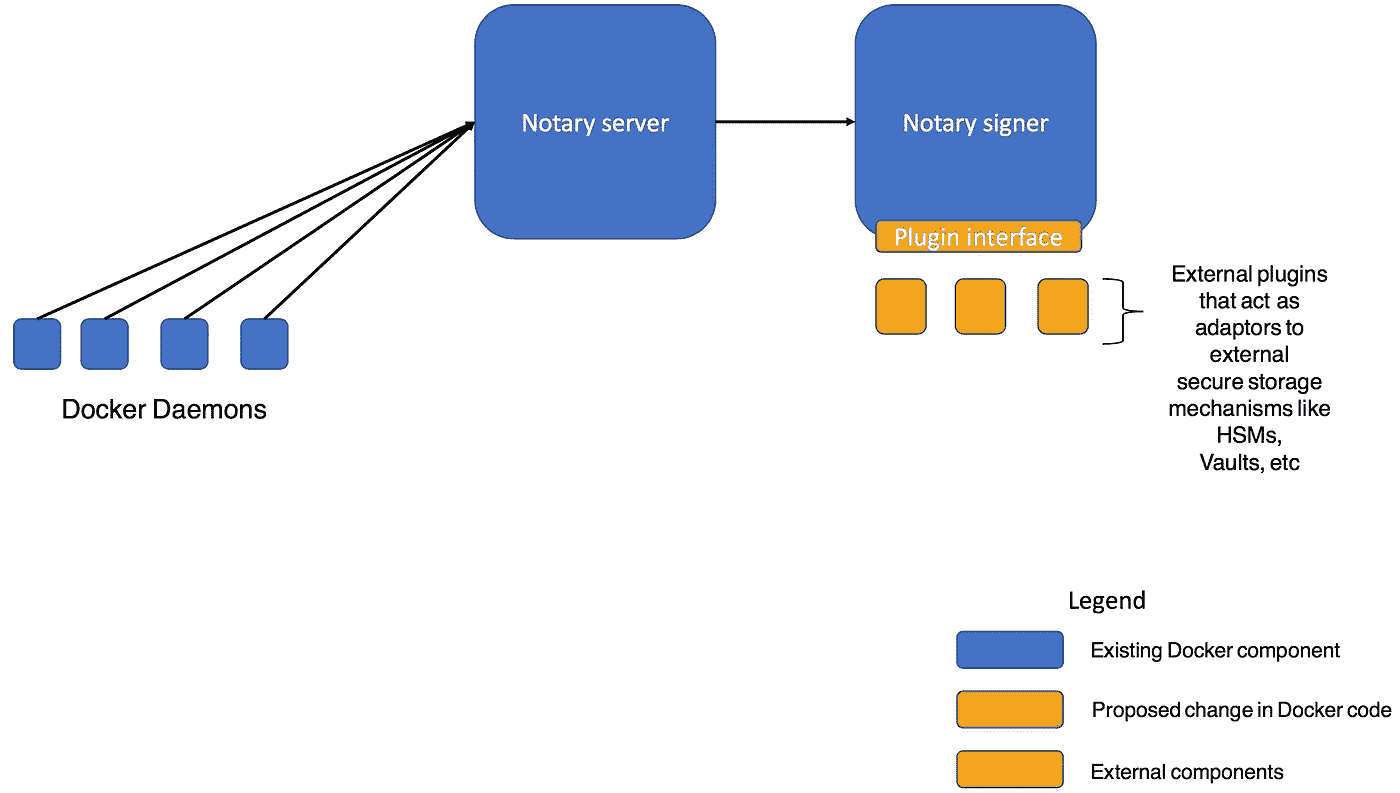 Notary server
Notary signer
Plugin interface
External plugins
that act as
adaptors to
external
secure storage
mechanisms like
HSMs,
Vaults, etc
Docker Daemons
Legend
Existing Docker component
Proposed change in Docker code
External components